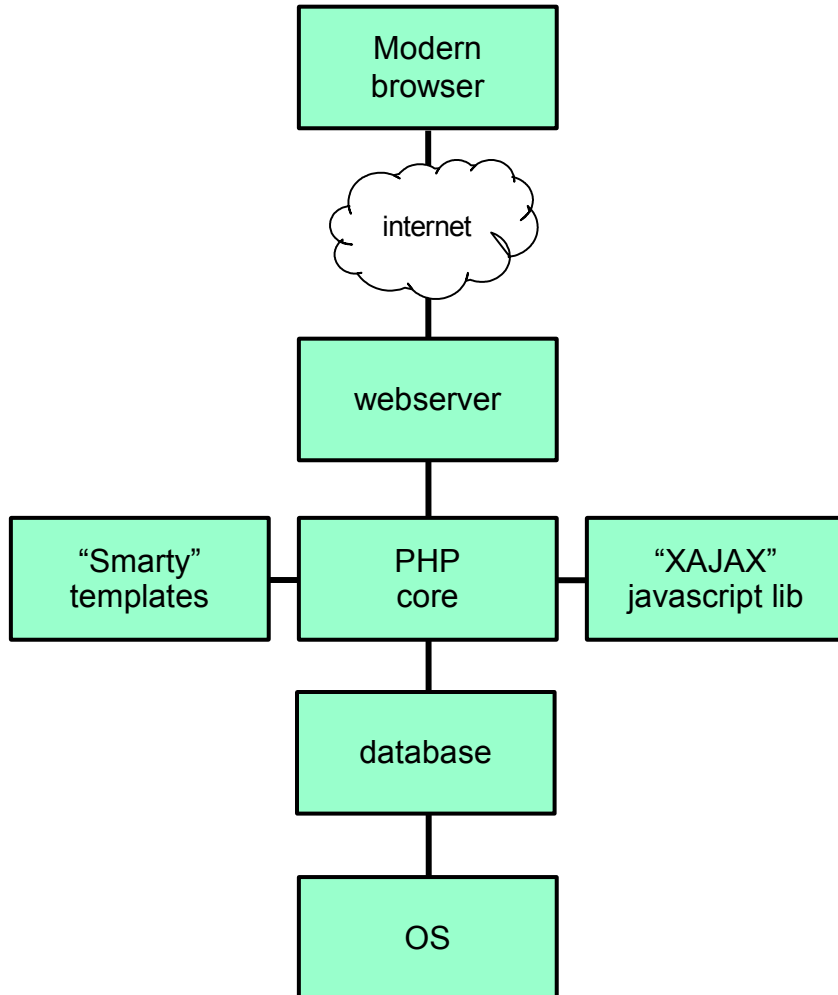 Modern
browser
internet
webserver
“Smarty”
templates
PHP
core
“XAJAX”
javascript lib
database
OS